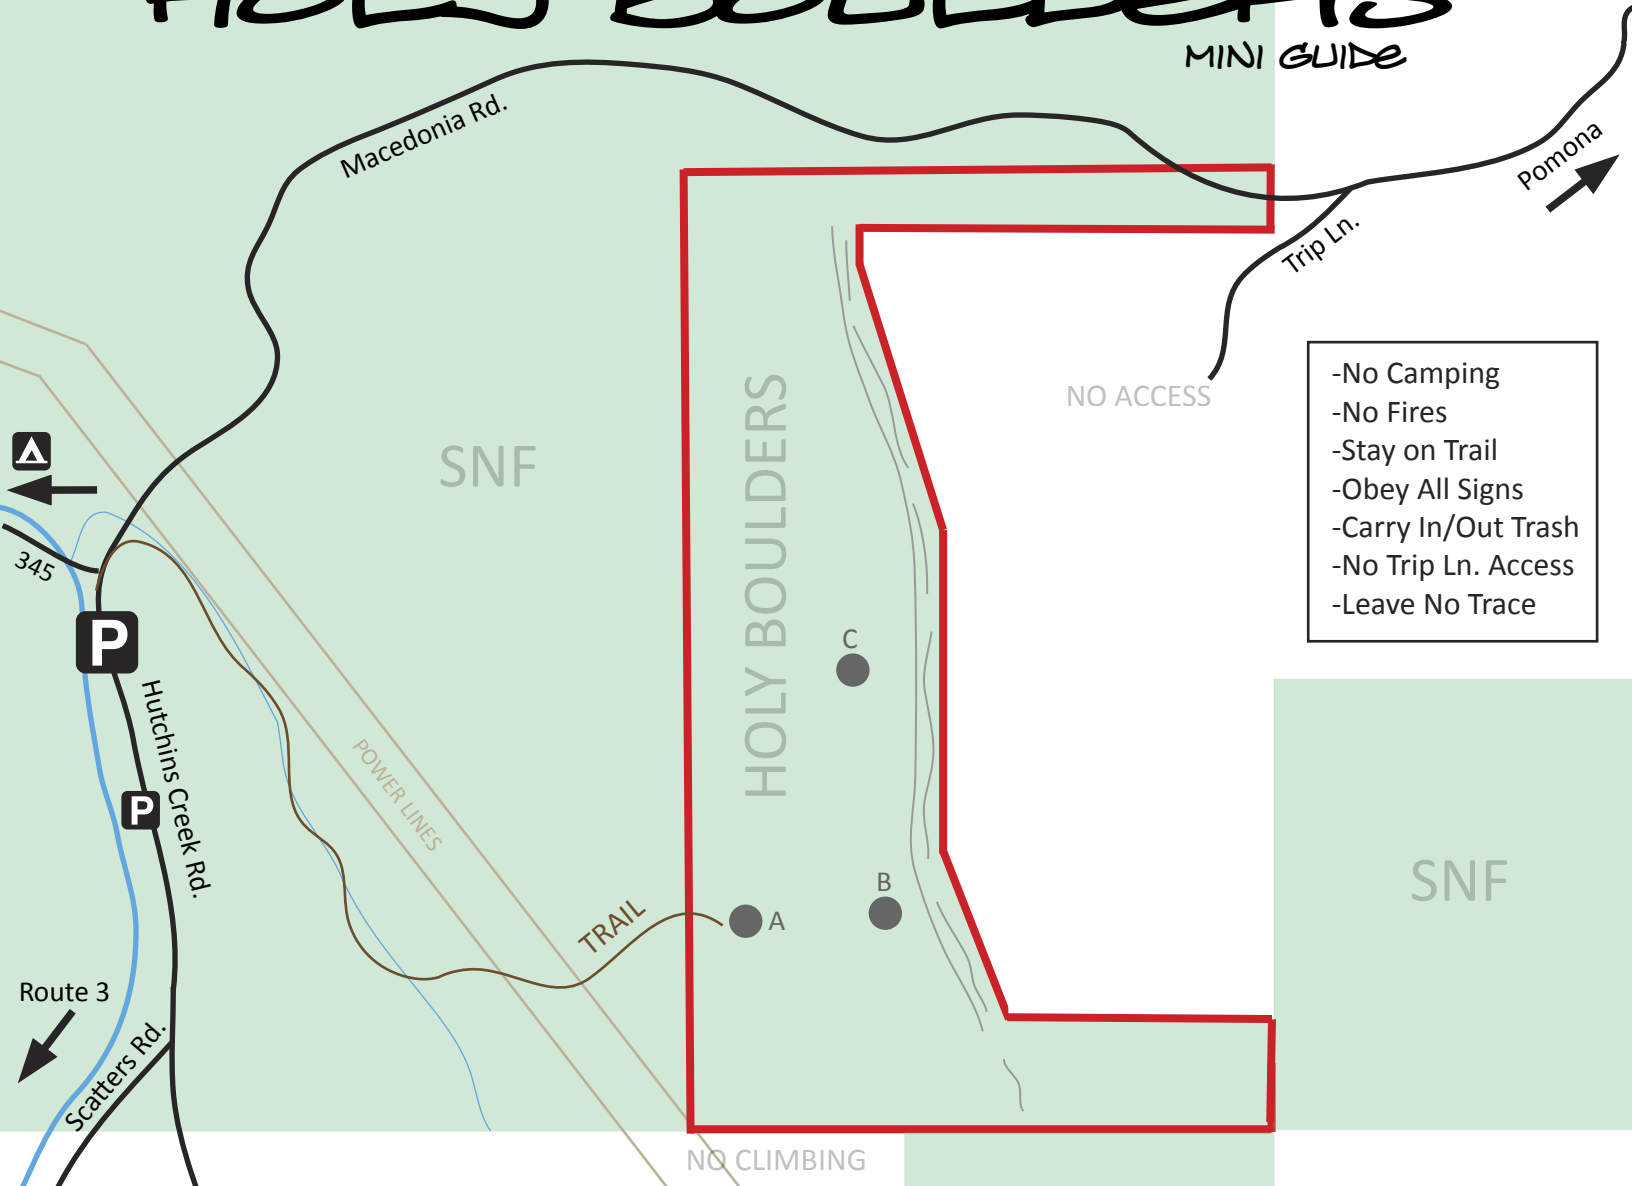 HOLY BOULDERS
MINI GUIDE
Macedonia Rd.
Pomona
Trip Ln.
NO ACCESS
-No Camping
-No Fires
-Stay on Trail
-Obey All Signs
-Carry In/Out Trash
-No Trip Ln. Access
-Leave No Trace
SNF
HOLY BOULDERS
345
P
C
Hutchins Creek Rd.
POWER LINES
P
SNF
B
A
TRAIL
Route 3
Scatters Rd.
NO CLIMBING